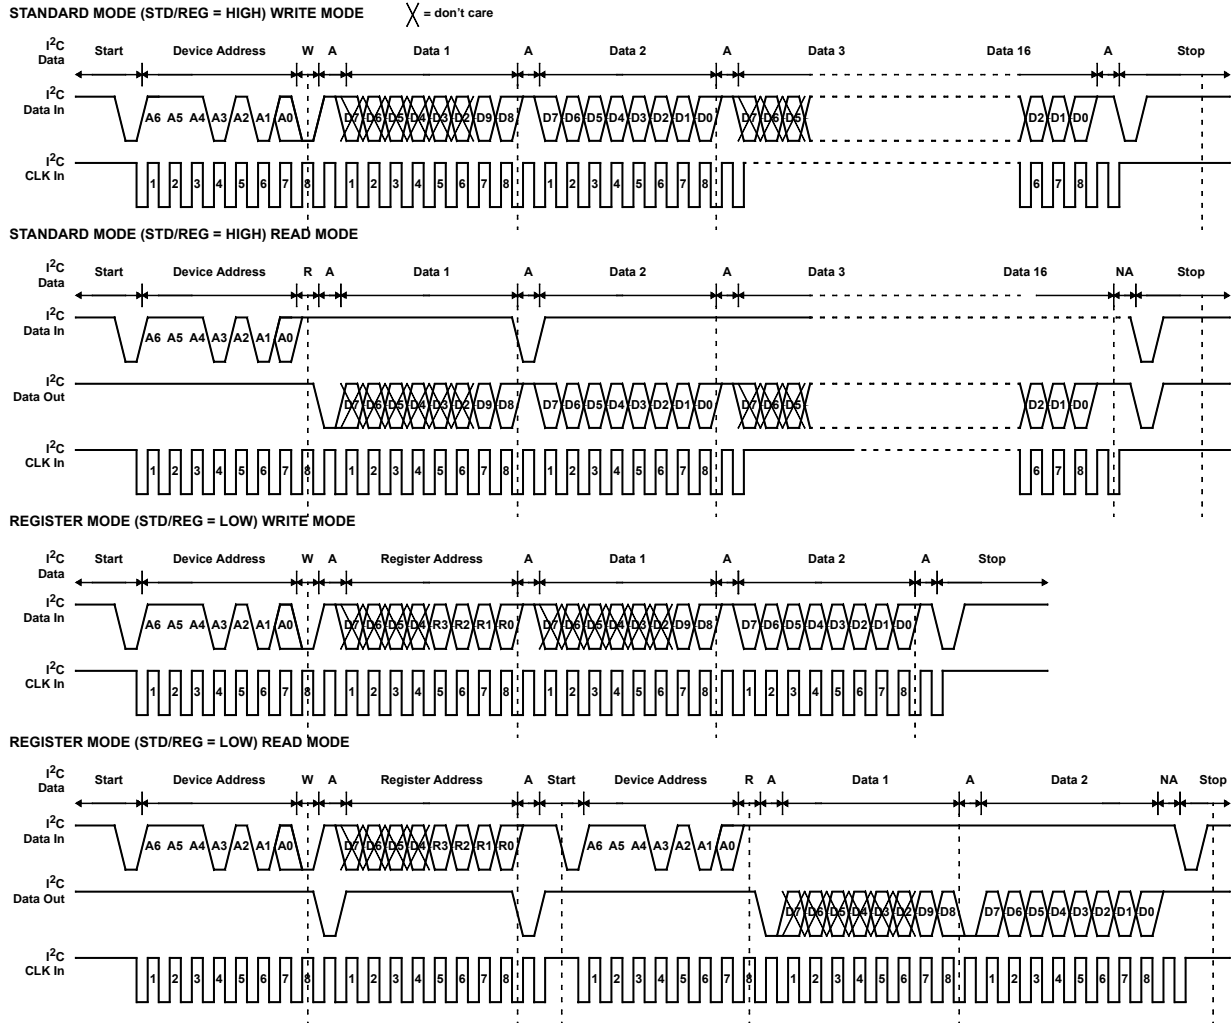 STANDARD MODE (STD/REG = HIGH) WRITE MODE = don't care
I2C Data Start Device Address W A Data 1 A Data 2 A Data 3 Data 16 A Stop
I2C Data In A6 A5 A4 A3 A2 A1 A0 D7 D6 D5 D4 D3 D2 D9 D8 D7 D6 D5 D4 D3 D2 D1 D0 D7 D6 D5 D2 D1 D0
I2C CLK In 1 2 3 4 5 6 7 8 1 2 3 4 5 6 7 8 1 2 3 4 5 6 7 8 6 7 8
STANDARD MODE (STD/REG = HIGH) READ MODE
I2C Data Start Device Address R A Data 1 A Data 2 A Data 3 Data 16 NA Stop
I2C Data In A6 A5 A4 A3 A2 A1 A0
I2C Data Out D7 D6 D5 D4 D3 D2 D9 D8 D7 D6 D5 D4 D3 D2 D1 D0 D7 D6 D5 D2 D1 D0
I2C CLK In 1 2 3 4 5 6 7 8 1 2 3 4 5 6 7 8 1 2 3 4 5 6 7 8 6 7 8
REGISTER MODE (STD/REG = LOW) WRITE MODE
I2C Data Start Device Address W A Register Address A Data 1 A Data 2 A Stop
I2C Data In A6 A5 A4 A3 A2 A1 A0 D7 D6 D5 D4 R3 R2 R1 R0 D7 D6 D5 D4 D3 D2 D9 D8 D7 D6 D5 D4 D3 D2 D1 D0
I2C CLK In 1 2 3 4 5 6 7 8 1 2 3 4 5 6 7 8 1 2 3 4 5 6 7 8 1 2 3 4 5 6 7 8
REGISTER MODE (STD/REG = LOW) READ MODE
I2C Data Start Device Address W A Register Address A Start Device Address R A Data 1 A Data 2 NA Stop
I2C Data In A6 A5 A4 A3 A2 A1 A0 D7 D6 D5 D4 R3 R2 R1 R0 A6 A5 A4 A3 A2 A1 A0
I2C Data Out D7 D6 D5 D4 D3 D2 D9 D8 D7 D6 D5 D4 D3 D2 D1 D0
I2C CLK In 1 2 3 4 5 6 7 8 1 2 3 4 5 6 7 8 1 2 3 4 5 6 7 8 1 2 3 4 5 6 7 8 1 2 3 4 5 6 7 8